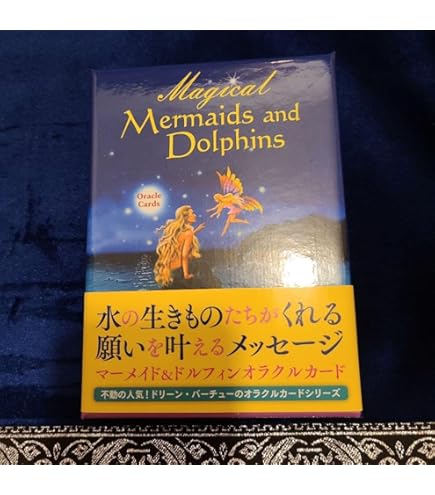 Magical
Mermaids and
Dolphins
Oracle
Cards
水の生きものたちがくれる
願いを叶えるメッセージ
マーメイド&ドルフィンオラクルカード
不動の人気!ドリーン・バーチューのオラクルカードシリーズ